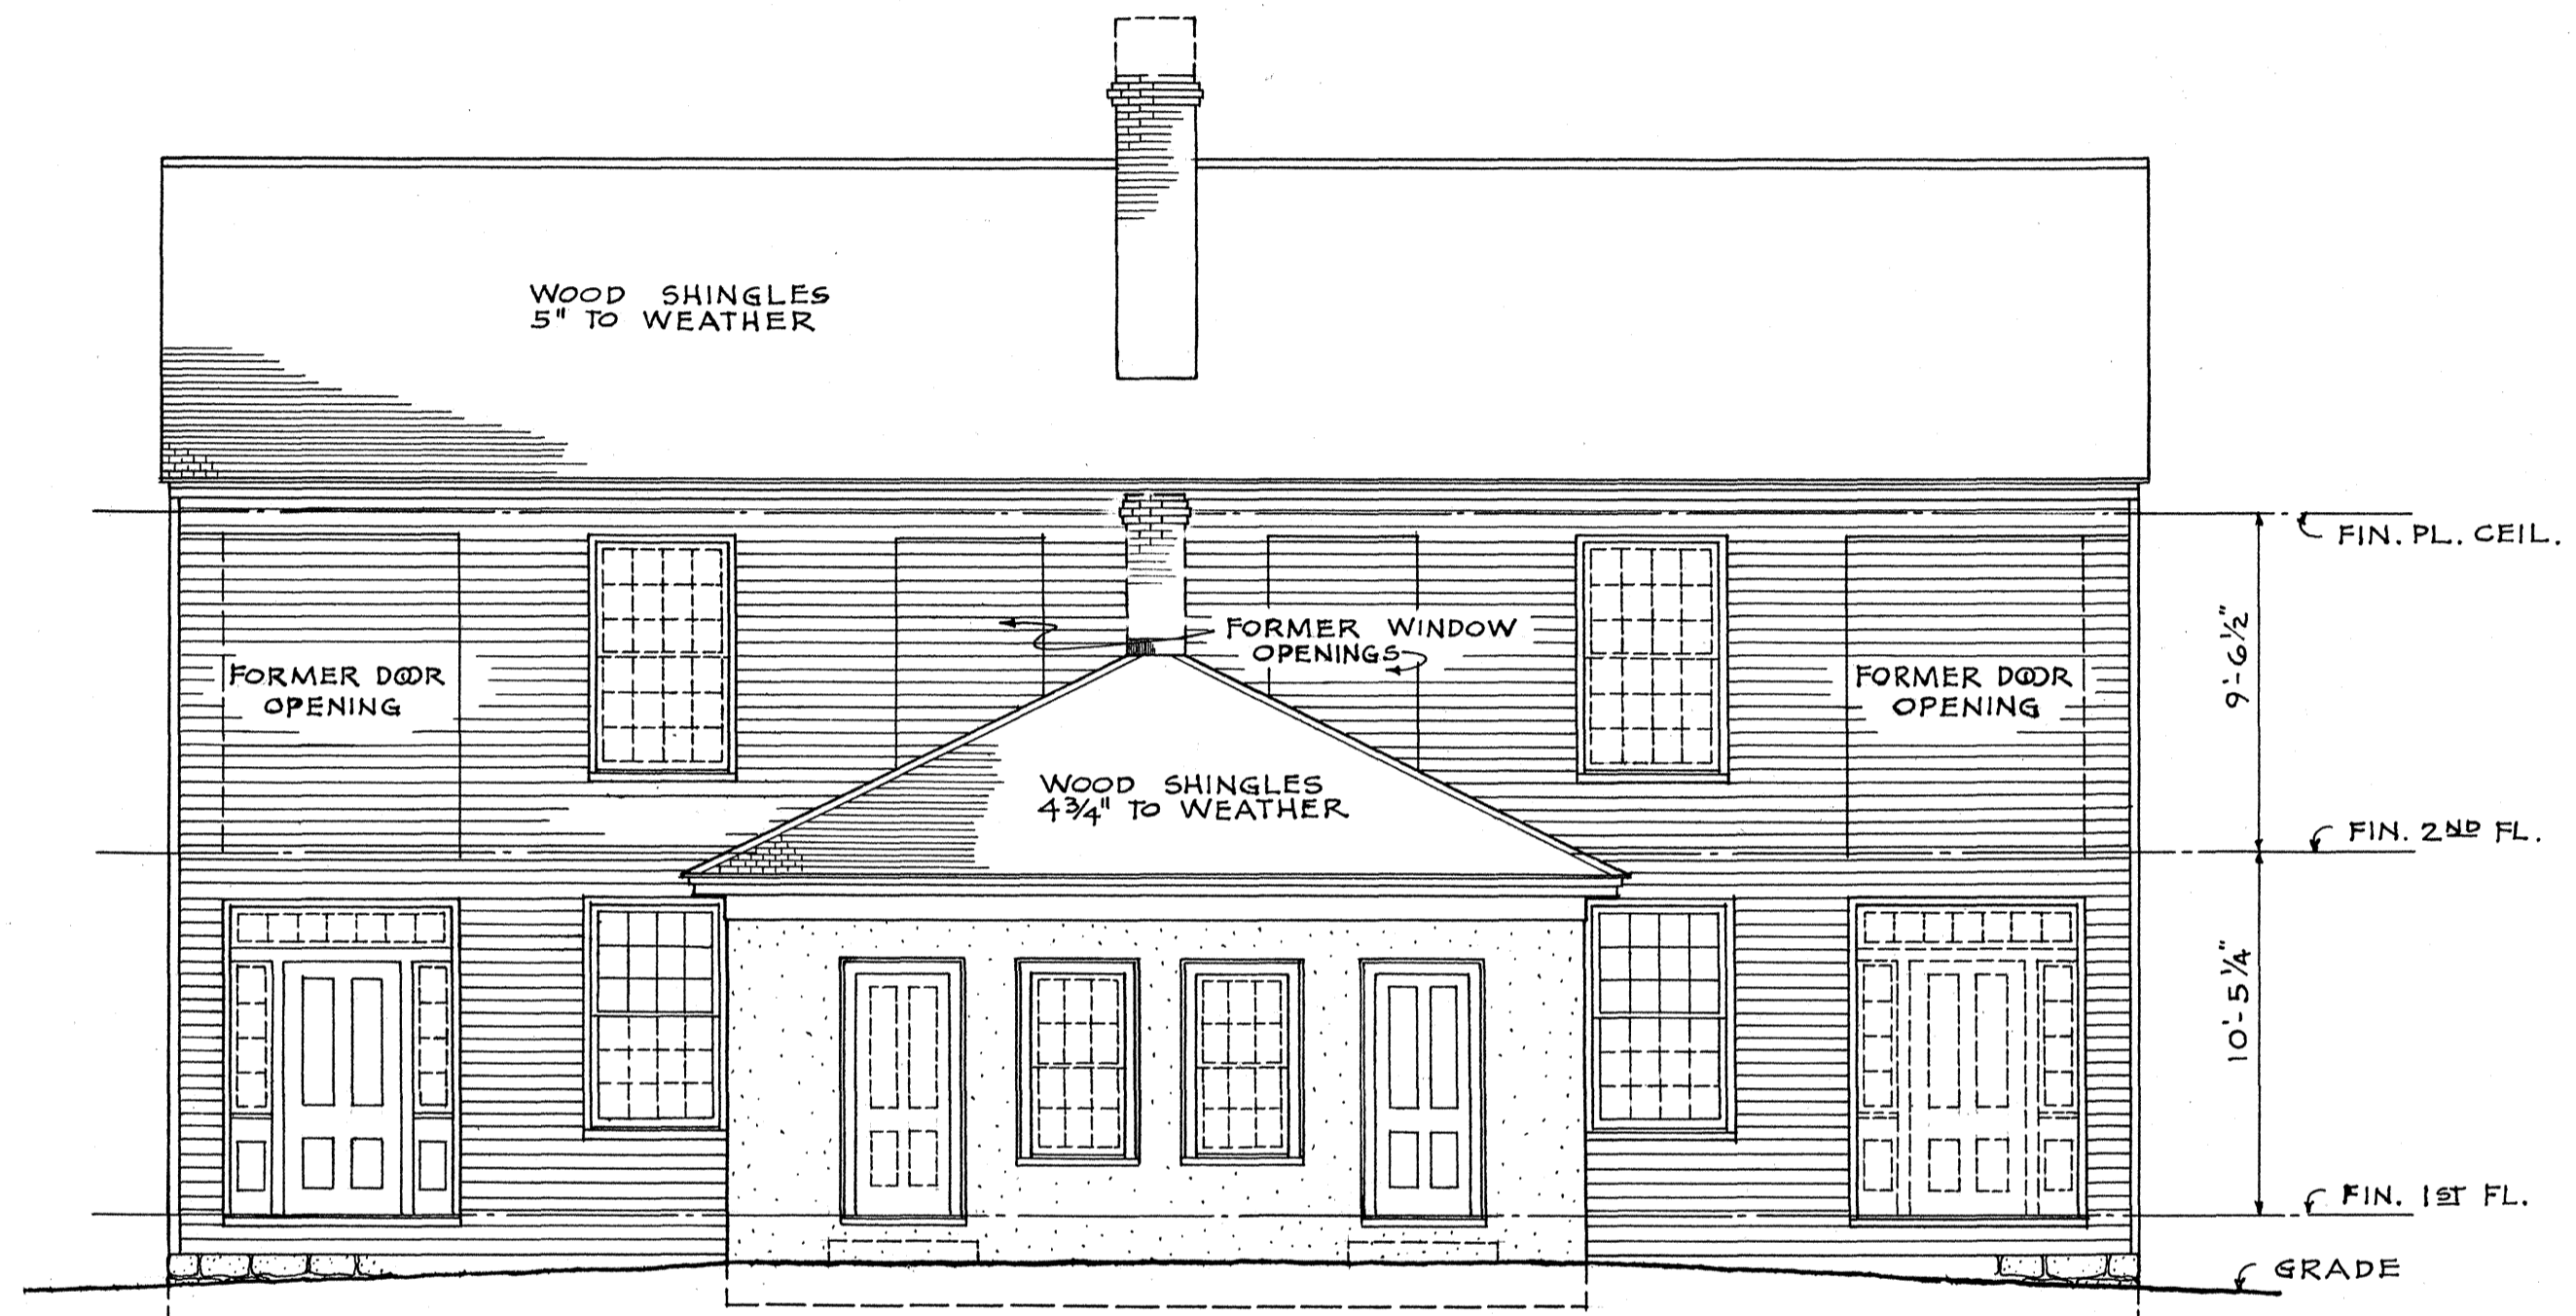 WOOD SHINGLES
5" TO WEATHER
FIN. PL. CEIL.
FORMER WINDOW
OPENINGS
FORMER DOOR
OPENING
FORMER DOOR
OPENING
9'-6½"
WOOD SHINGLES
4¾" TO WEATHER
FIN. 2ND FL.
10'-5¼"
FIN. 1ST FL.
GRADE